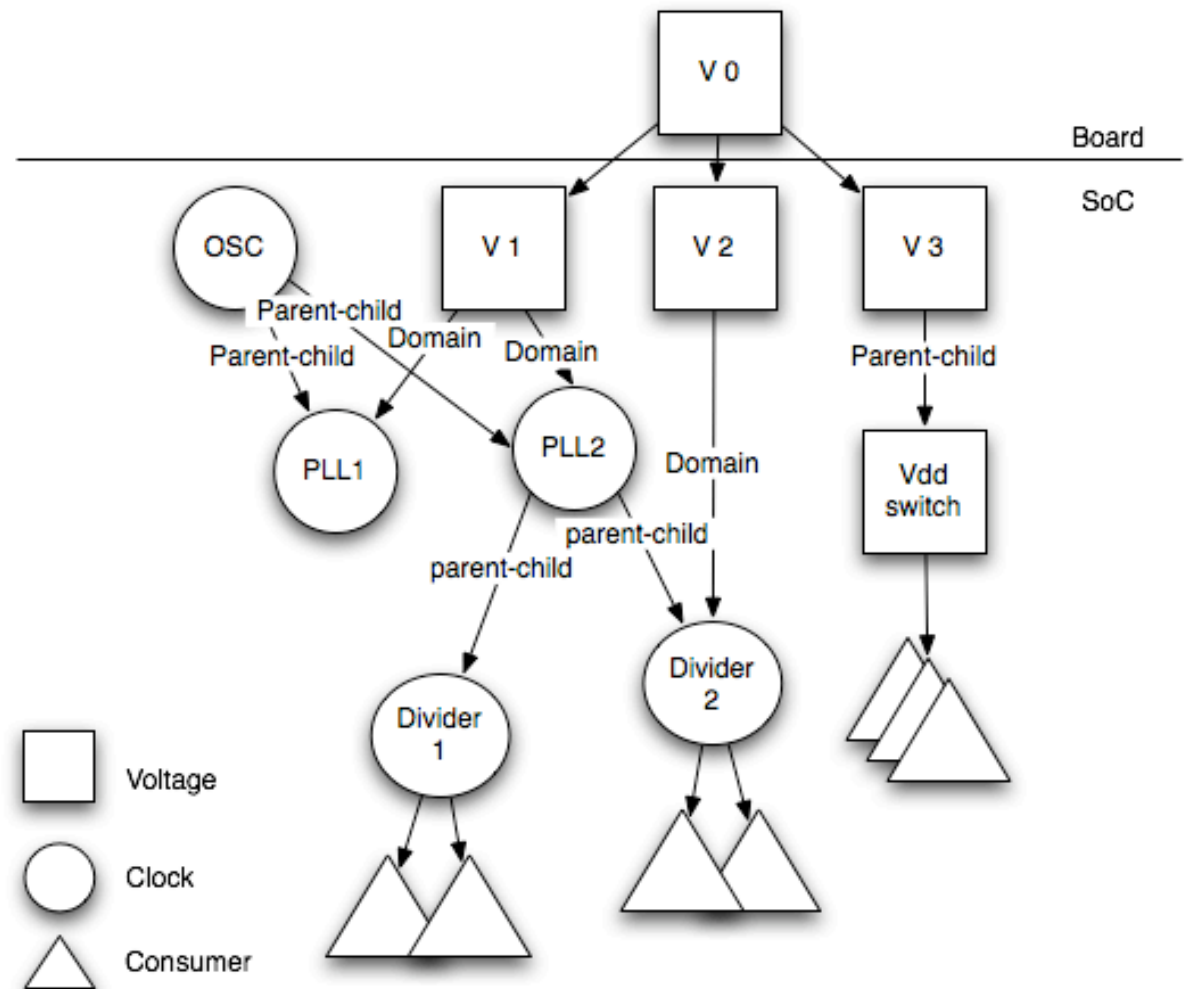 V 0
Board
SoC
OSC
V 1
V 2
V 3
Parent-child
Domain
Domain
Parent-child
Parent-child
PLL1
PLL2
Domain
Vdd
switch
parent-child
parent-child
Divider
2
Divider
1
Voltage
Clock
Consumer